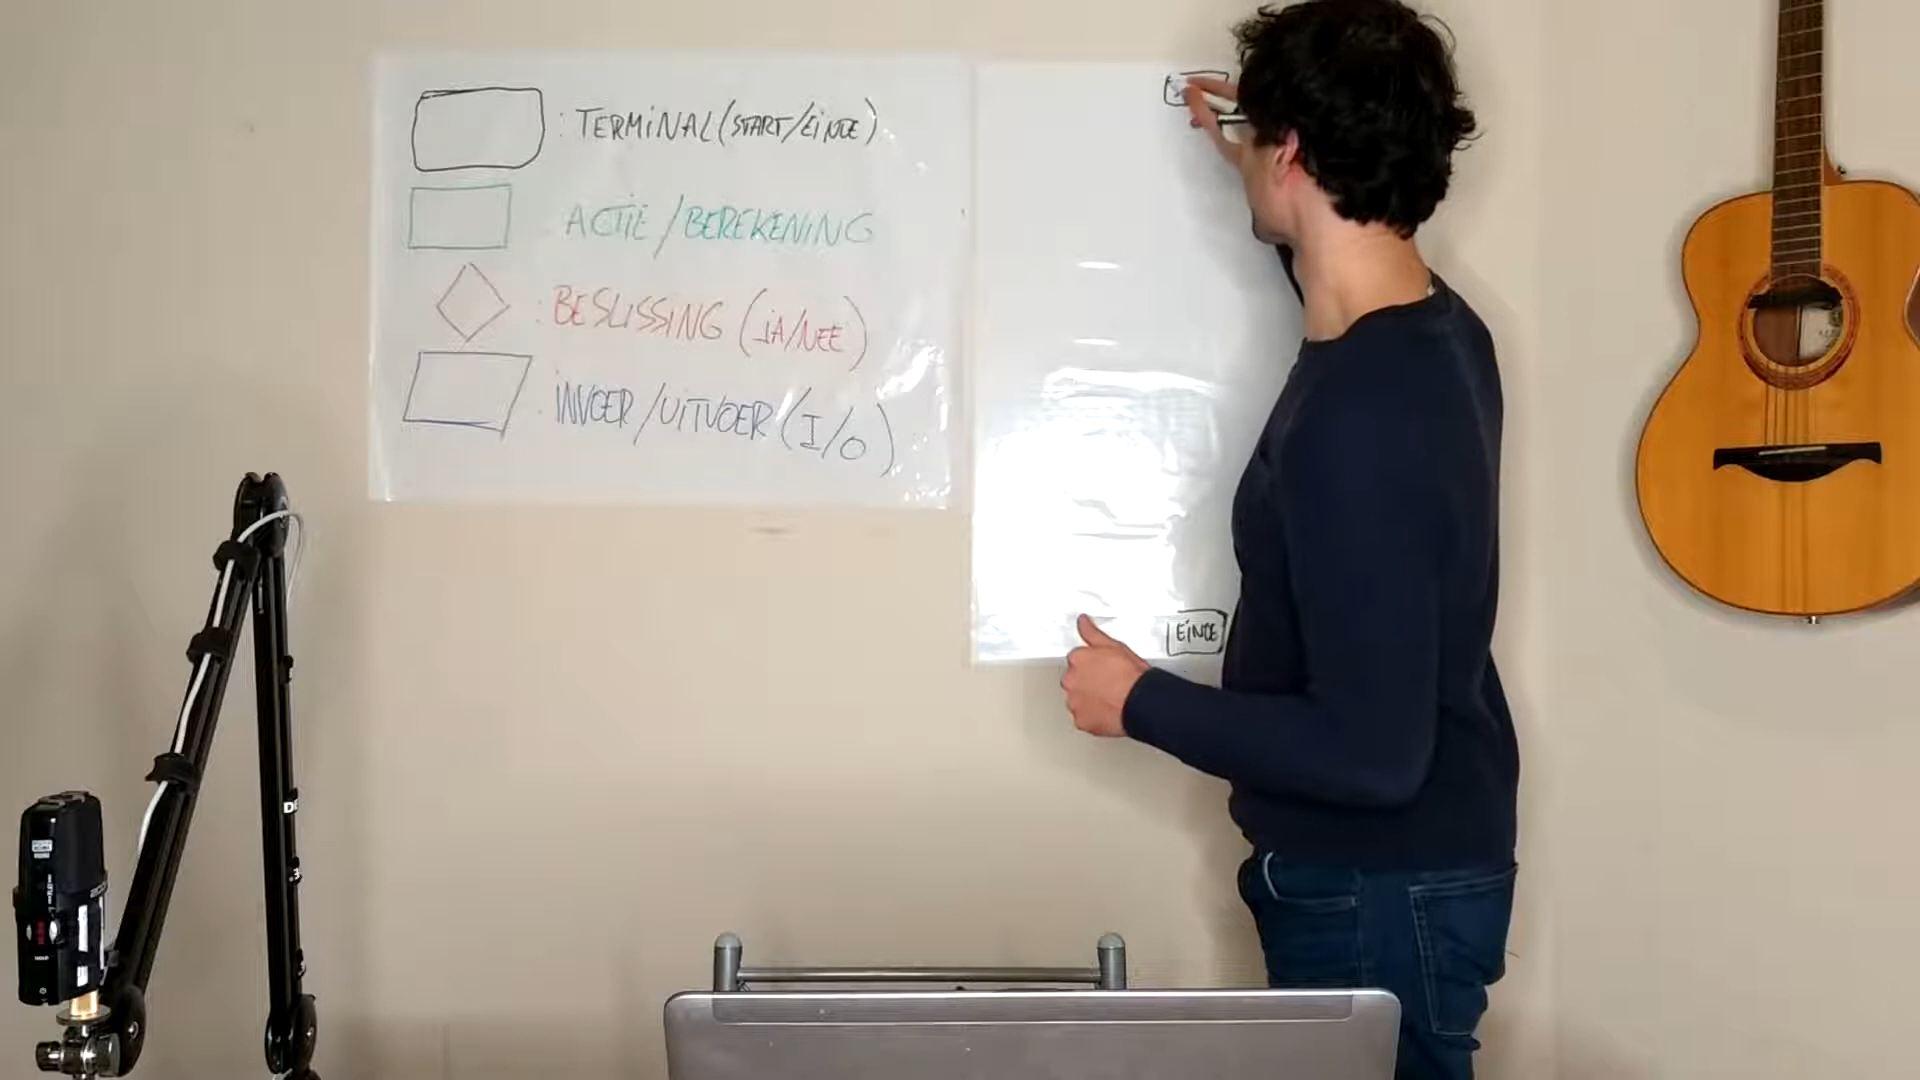 : TERMINAL (START/EINDE)
ACTIE / BEREKENING
: BESLISSING (JA/NEE)
: INVOER / UITVOER (I/O)
EINDE